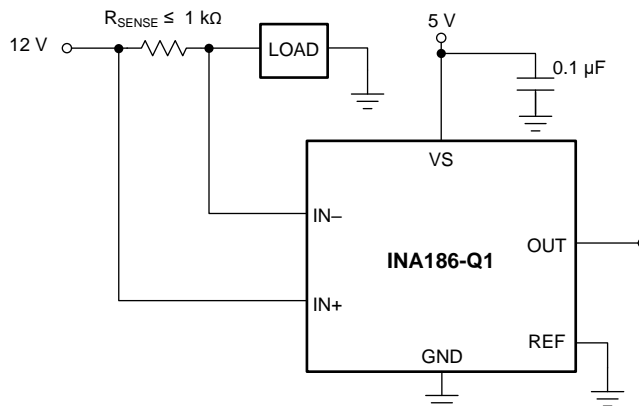 R_SENSE ≤ 1 kΩ
12 V
LOAD
5 V
0.1 µF
VS
IN–
INA186-Q1
OUT
IN+
REF
GND